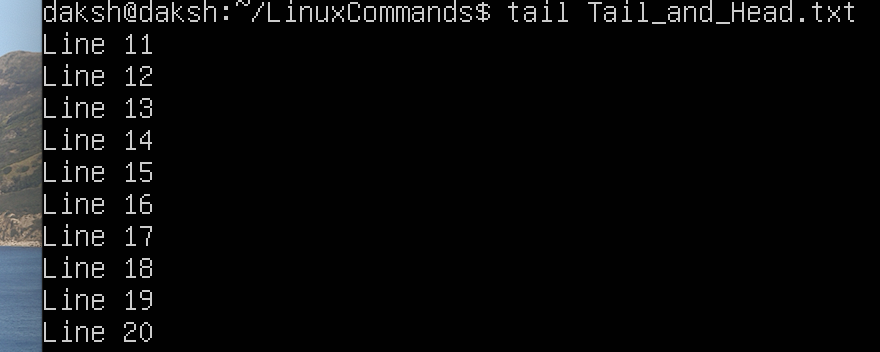 daksh@daksh:~/LinuxCommands$ tail Tail_and_Head.txt
Line 11
Line 12
Line 13
Line 14
Line 15
Line 16
Line 17
Line 18
Line 19
Line 20